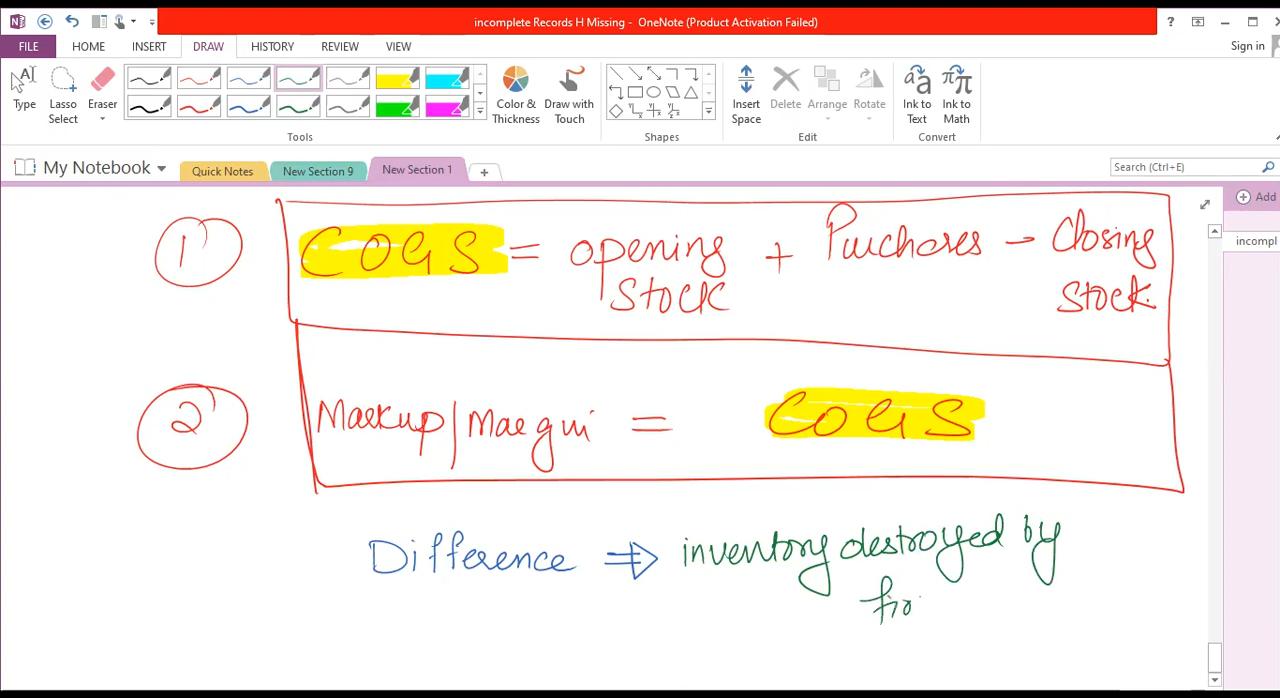 incomplete Records H Missing - OneNote (Product Activation Failed)
?
FILE HOME INSERT DRAW HISTORY REVIEW VIEW
Sign in
Type
Lasso Select
Eraser
Color & Thickness
Draw with Touch
Insert Space
Delete
Arrange
Rotate
Ink to Text
Ink to Math
Tools
Shapes
Edit
Convert
My Notebook
Quick Notes
New Section 9
New Section 1
Search (Ctrl+E)
Add
incompl
1 COGS = opening stock + Purchases - Closing stock
2 Markup/Margin = COGS
Difference ⇒ inventory destroyed by